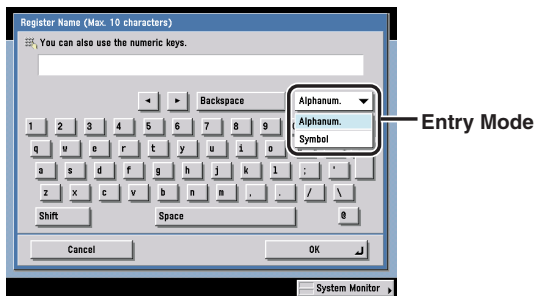 Register Name (Max. 10 characters)
You can also use the numeric keys.
◄ ► Backspace Alphanum. ▼
Alphanum.
Symbol
Entry Mode
1 2 3 4 5 6 7 8 9
q w e r t y u i o
a s d f g h j k l ; '
z x c v b n m , . / \
Shift Space @
Cancel OK
System Monitor